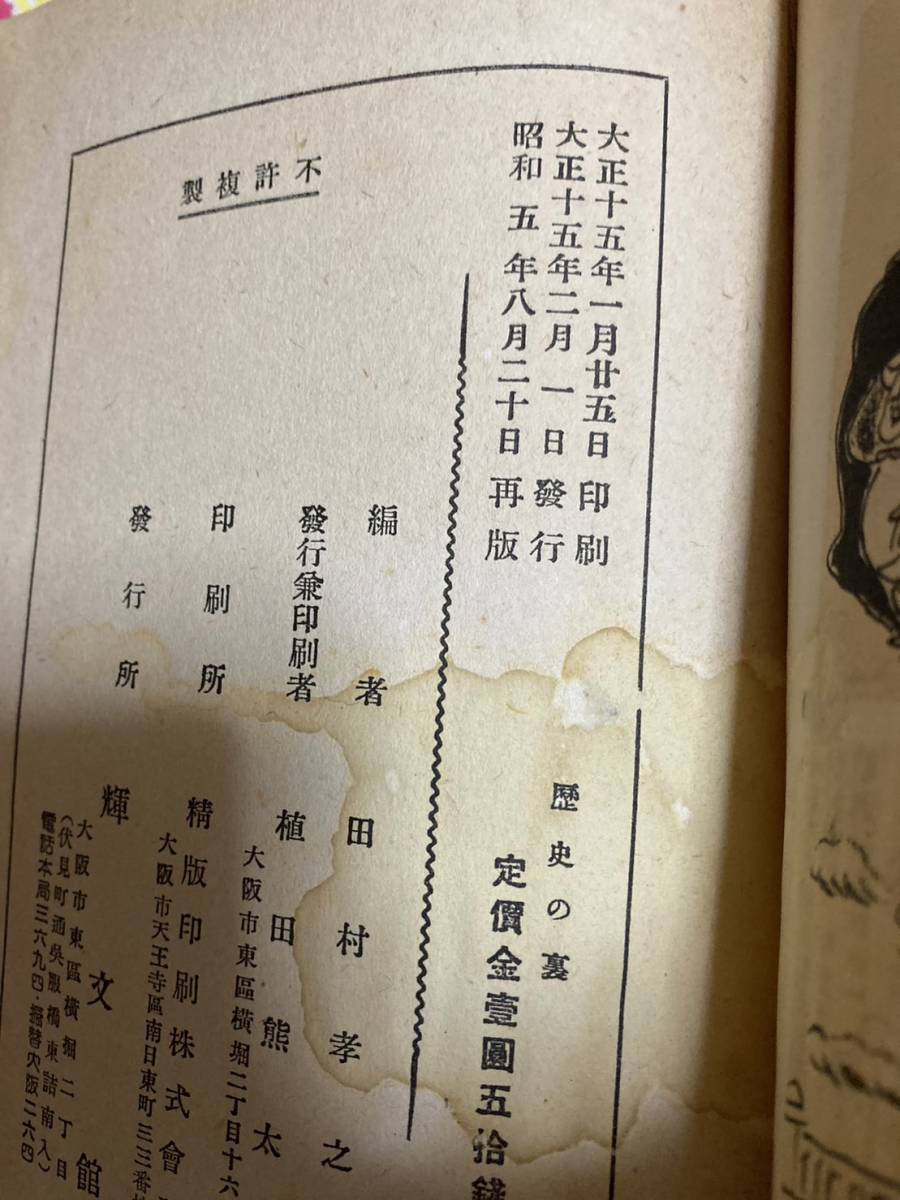 大正十五年一月廿五日印刷
大正十五年二月一日發行
昭和五年八月二十日再版
不許複製
歴史の裏
定價金壹圓五拾錢
編者 田村孝之
發行兼印刷者 植田熊太
大阪市東區横堀二丁目十六
印刷所 精版印刷株式會
大阪市天王寺區南日東町三三番
發行所 輝文館
大阪市東區横堀二丁目
(伏見町通吳服橋東詰南入)
電話本局三六九四・振替大阪二六四